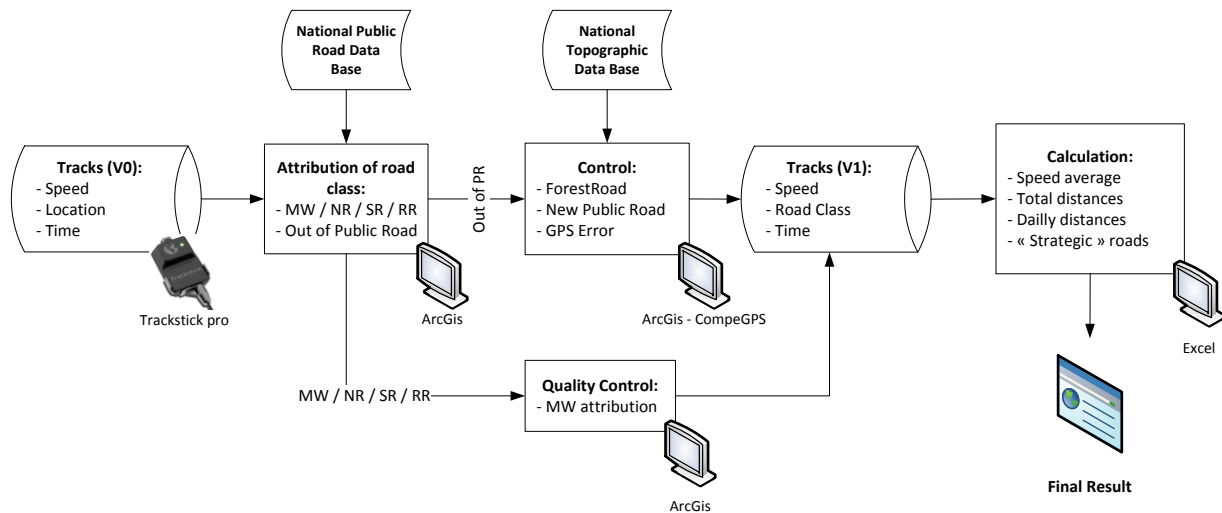 National Public
Road Data
Base
National
Topographic
Data Base
Tracks (V0):
- Speed
- Location
- Time
Trackstick pro
Attribution of road
class:
- MW / NR / SR / RR
- Out of Public Road
ArcGis
Out of PR
Control:
- ForestRoad
- New Public Road
- GPS Error
ArcGis - CompeGPS
Tracks (V1):
- Speed
- Road Class
- Time
Calculation:
- Speed average
- Total distances
- Dailly distances
- « Strategic » roads
Excel
MW / NR / SR / RR
Quality Control:
- MW attribution
ArcGis
Final Result